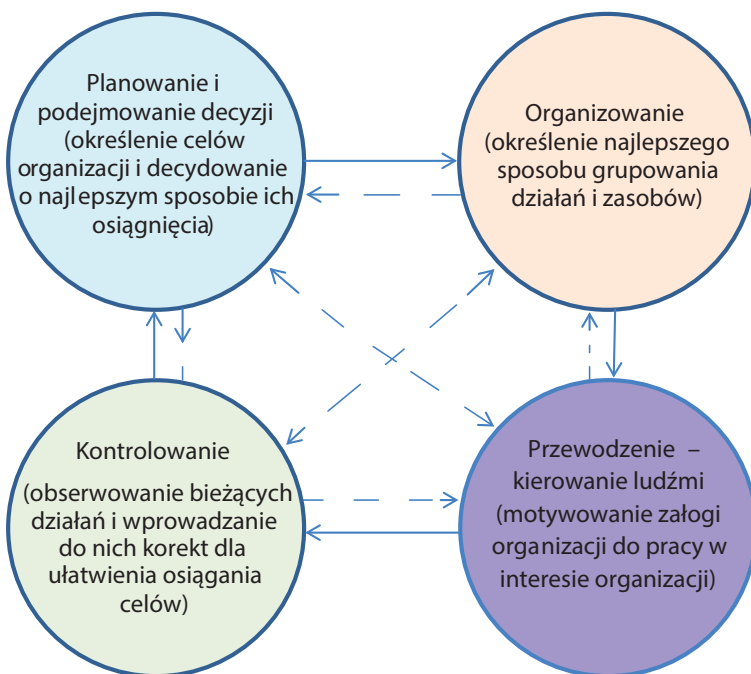 Planowanie i
podejmowanie decyzji
(określenie celów
organizacji i decydowanie
o najlepszym sposobie ich
osiągnięcia)
Organizowanie
(określenie najlepszego
sposobu grupowania
działań i zasobów)
Kontrolowanie
(obserwowanie bieżących
działań i wprowadzanie
do nich korekt dla
ułatwienia osiągania
celów)
Przewodzenie –
kierowanie ludźmi
(motywowanie załogi
organizacji do pracy w
interesie organizacji)